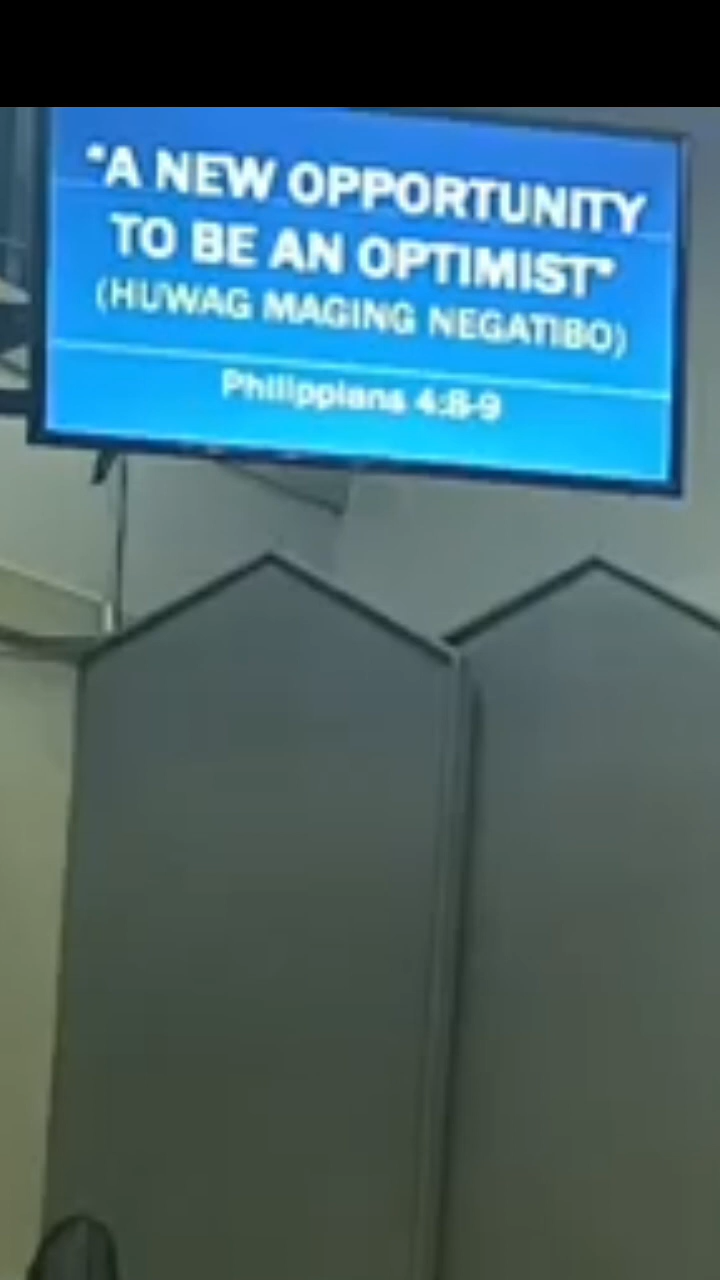 "A NEW OPPORTUNITY
TO BE AN OPTIMIST"
(HUWAG MAGING NEGATIBO)
Philippians 4:8-9